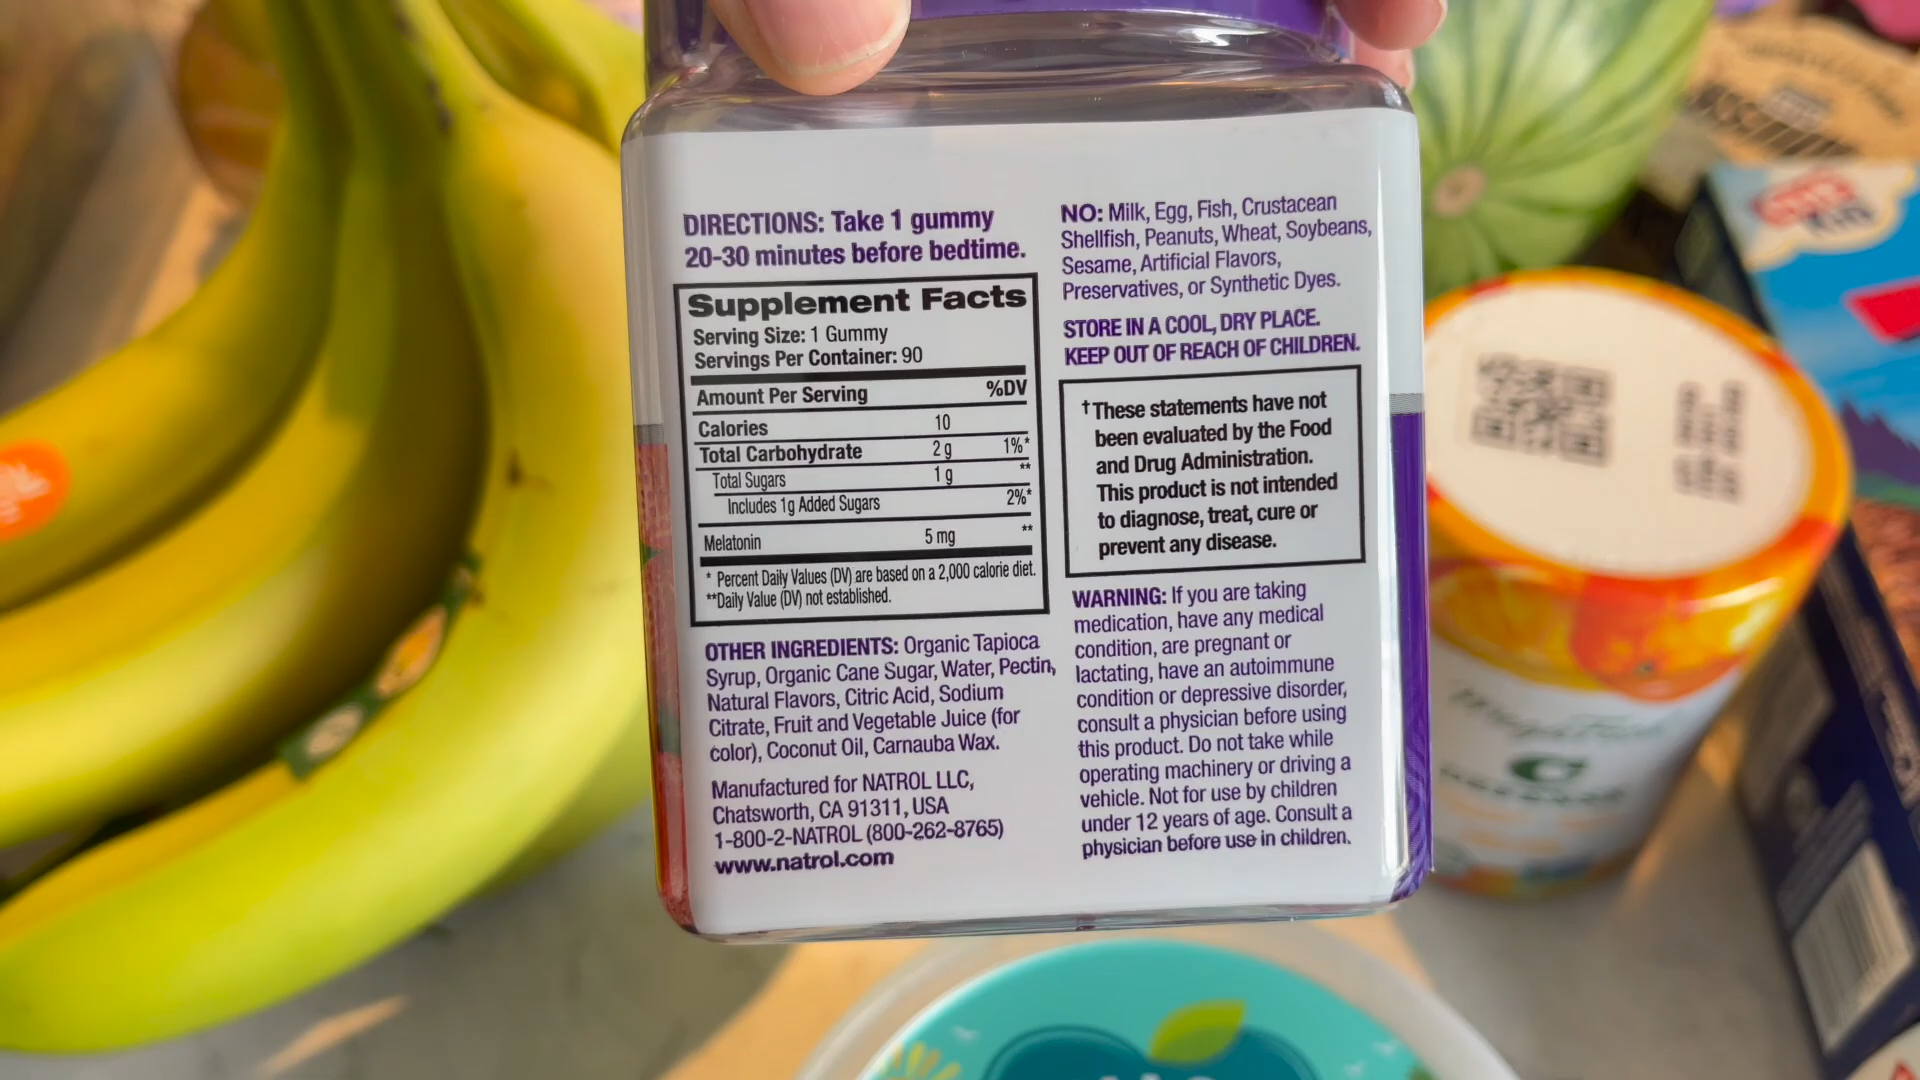 DIRECTIONS: Take 1 gummy
20-30 minutes before bedtime.
Supplement Facts
Serving Size: 1 Gummy
Servings Per Container: 90
Amount Per Serving %DV
Calories 10
Total Carbohydrate 2 g 1%*
Total Sugars 1 g **
Includes 1g Added Sugars 2%*
Melatonin 5 mg **
* Percent Daily Values (DV) are based on a 2,000 calorie diet.
**Daily Value (DV) not established.
OTHER INGREDIENTS: Organic Tapioca
Syrup, Organic Cane Sugar, Water, Pectin,
Natural Flavors, Citric Acid, Sodium
Citrate, Fruit and Vegetable Juice (for
color), Coconut Oil, Carnauba Wax.
Manufactured for NATROL LLC,
Chatsworth, CA 91311, USA
1-800-2-NATROL (800-262-8765)
www.natrol.com
NO: Milk, Egg, Fish, Crustacean
Shellfish, Peanuts, Wheat, Soybeans,
Sesame, Artificial Flavors,
Preservatives, or Synthetic Dyes.
STORE IN A COOL, DRY PLACE.
KEEP OUT OF REACH OF CHILDREN.
†These statements have not
been evaluated by the Food
and Drug Administration.
This product is not intended
to diagnose, treat, cure or
prevent any disease.
WARNING: If you are taking
medication, have any medical
condition, are pregnant or
lactating, have an autoimmune
condition or depressive disorder,
consult a physician before using
this product. Do not take while
operating machinery or driving a
vehicle. Not for use by children
under 12 years of age. Consult a
physician before use in children.